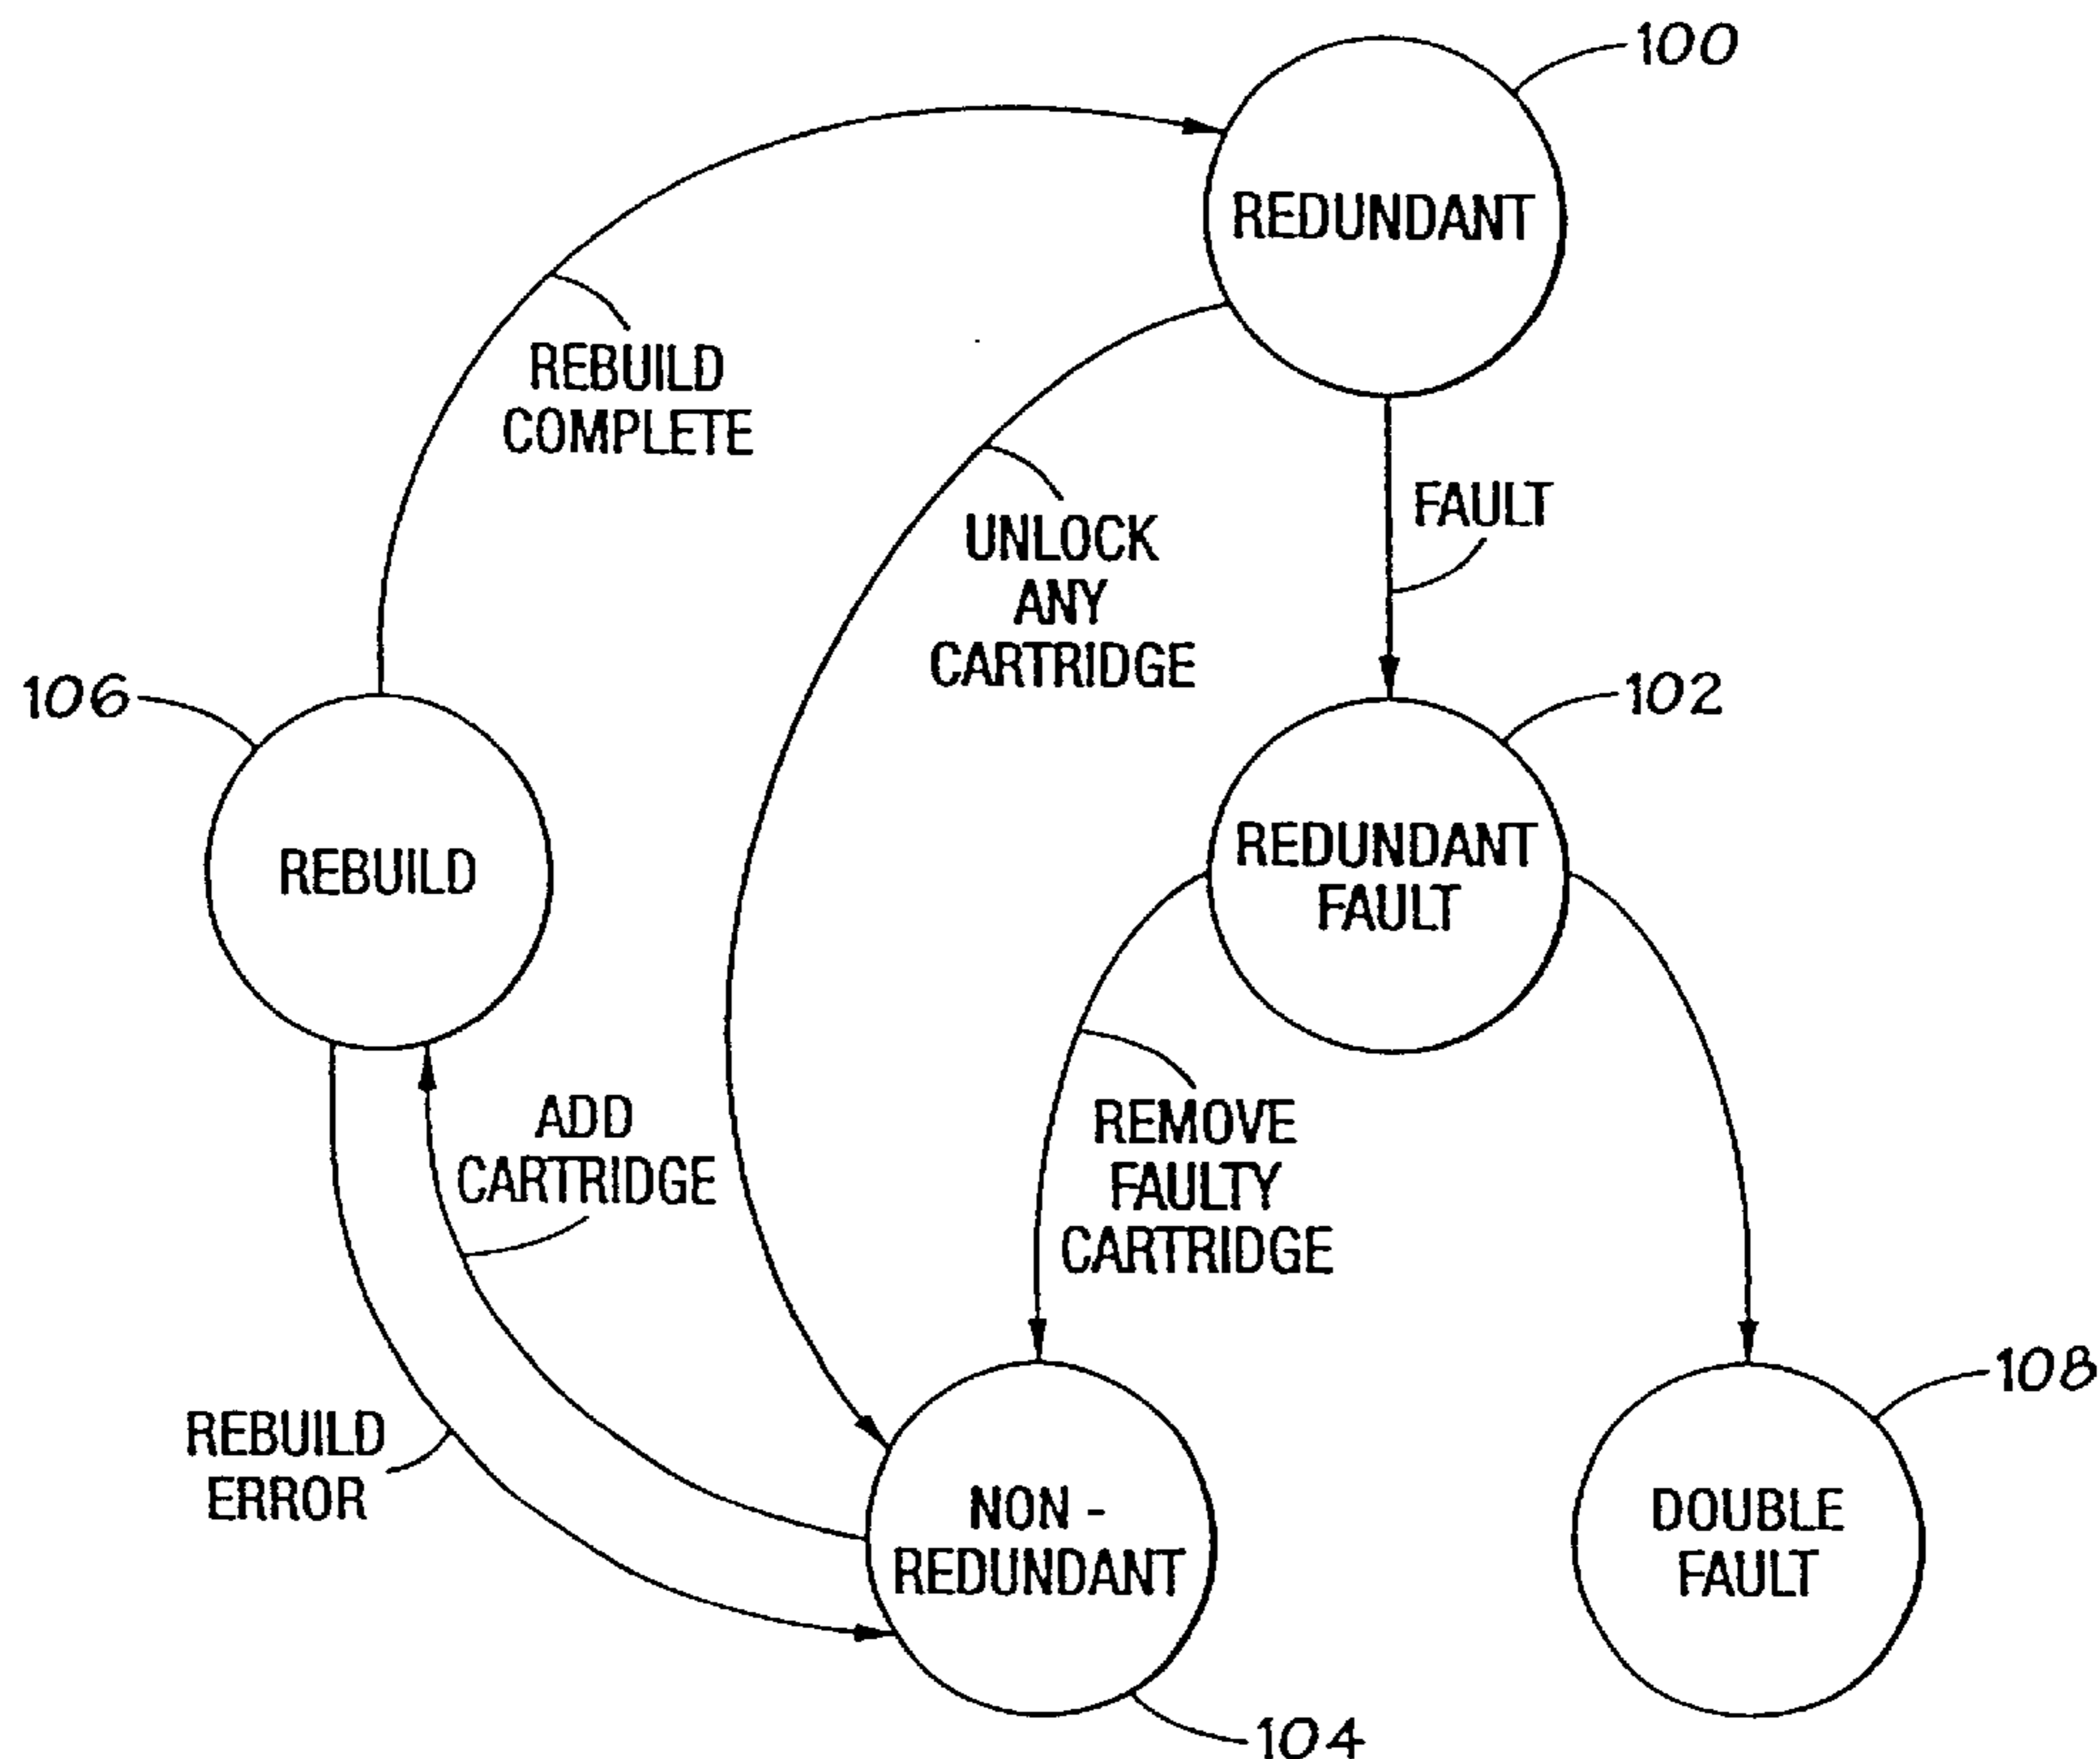 100
REDUNDANT
REBUILD
COMPLETE
UNLOCK
ANY
CARTRIDGE
FAULT
106
102
REBUILD
REDUNDANT
FAULT
ADD
CARTRIDGE
REMOVE
FAULTY
CARTRIDGE
REBUILD
ERROR
NON -
REDUNDANT
108
DOUBLE
FAULT
104